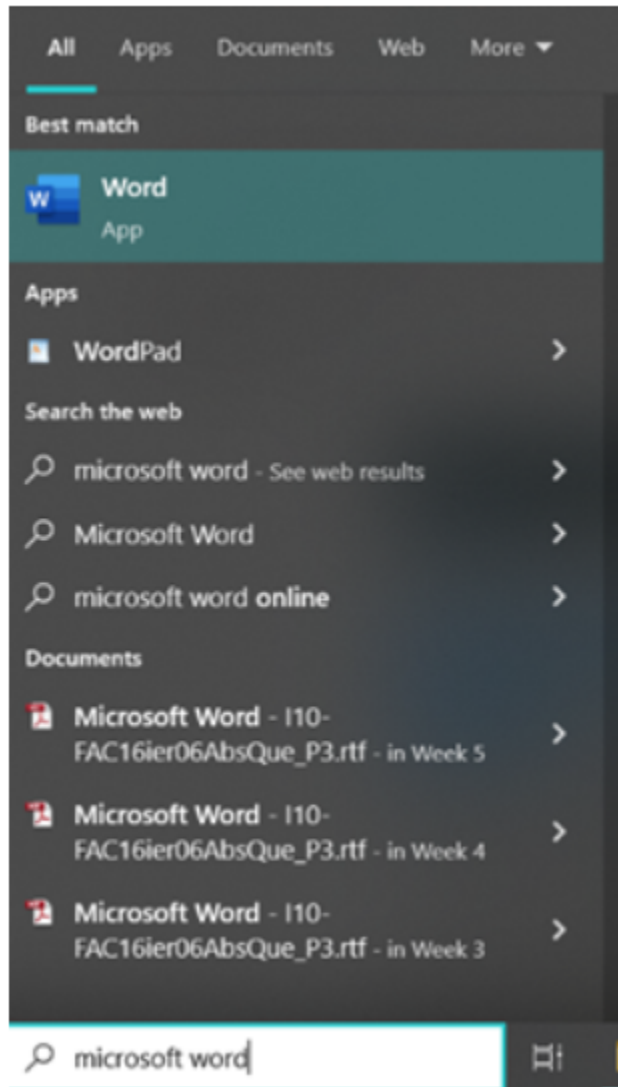 All Apps Documents Web More
Best match
Word
App
Apps
WordPad
Search the web
microsoft word - See web results
Microsoft Word
microsoft word online
Documents
Microsoft Word - I10-
FAC16ier06AbsQue_P3.rtf - in Week 5
Microsoft Word - I10-
FAC16ier06AbsQue_P3.rtf - in Week 4
Microsoft Word - I10-
FAC16ier06AbsQue_P3.rtf - in Week 3
microsoft word